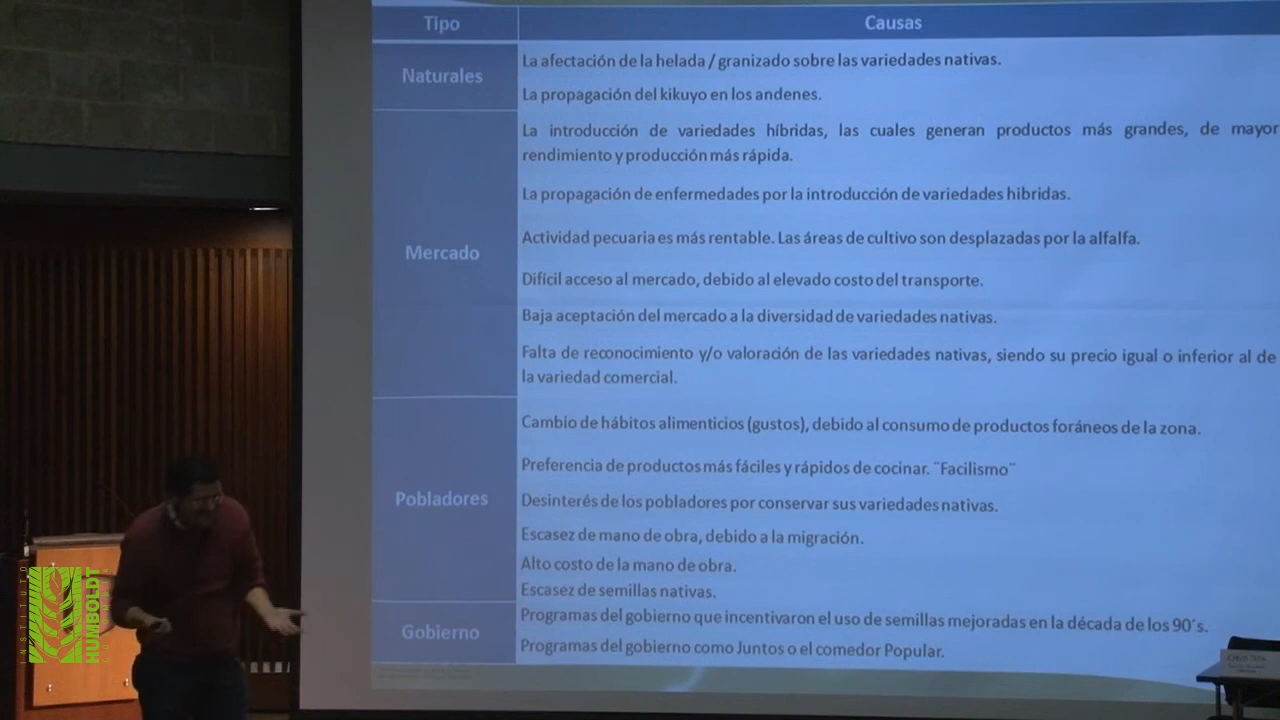 Tipo
Causas
Naturales
La afectación de la helada / granizado sobre las variedades nativas.
La propagación del kikuyo en los andenes.
Mercado
La introducción de variedades híbridas, las cuales generan productos más grandes, de mayor
rendimiento y producción más rápida.
La propagación de enfermedades por la introducción de variedades hibridas.
Actividad pecuaria es más rentable. Las áreas de cultivo son desplazadas por la alfalfa.
Difícil acceso al mercado, debido al elevado costo del transporte.
Baja aceptación del mercado a la diversidad de variedades nativas.
Falta de reconocimiento y/o valoración de las variedades nativas, siendo su precio igual o inferior al de
la variedad comercial.
Pobladores
Cambio de hábitos alimenticios (gustos), debido al consumo de productos foráneos de la zona.
Preferencia de productos más fáciles y rápidos de cocinar. ¨Facilismo¨
Desinterés de los pobladores por conservar sus variedades nativas.
Escasez de mano de obra, debido a la migración.
Alto costo de la mano de obra.
Escasez de semillas nativas.
Gobierno
Programas del gobierno que incentivaron el uso de semillas mejoradas en la década de los 90´s.
Programas del gobierno como Juntos o el comedor Popular.
INSTITUTO
HUMBOLDT
COLOMBIA